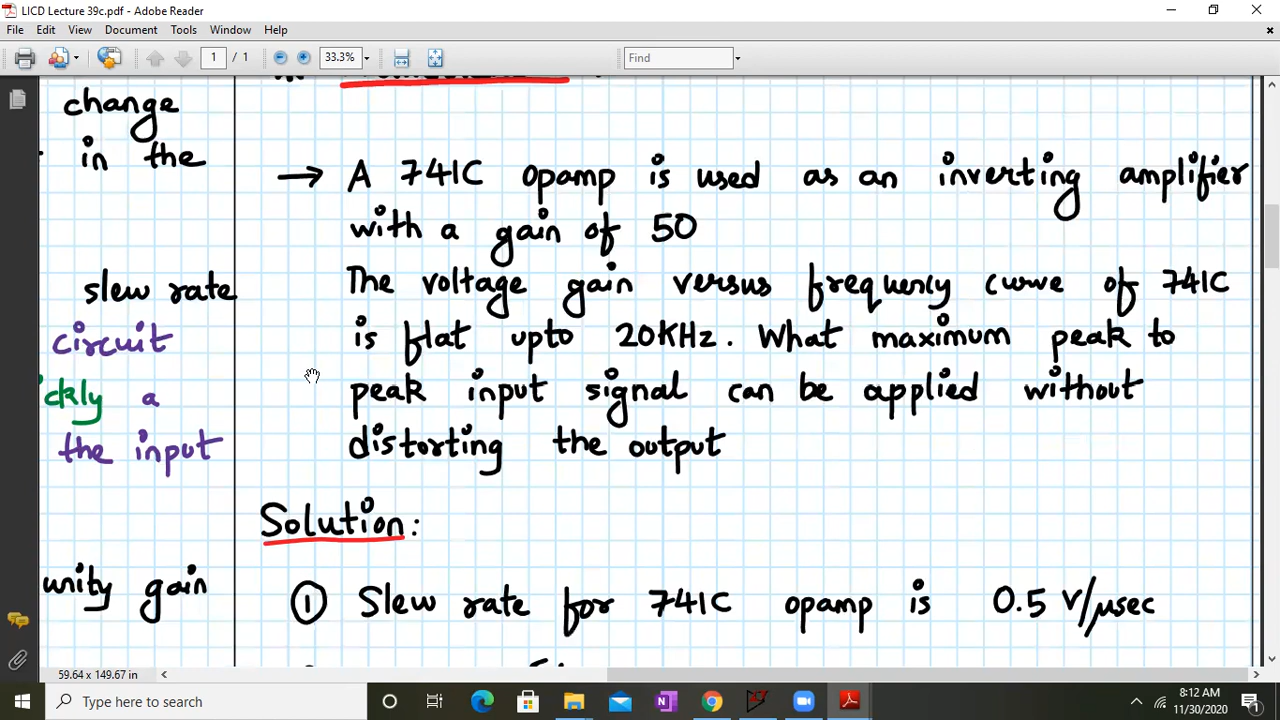 LICD Lecture 39c.pdf - Adobe Reader
File Edit View Document Tools Window Help
1 / 1 33.3% Find
change
in the
slew rate
circuit
ckly a
the input
unity gain
:
→ A 741C opamp is used as an inverting amplifier
with a gain of 50
The voltage gain versus frequency curve of 741C
is flat upto 20KHz. What maximum peak to
peak input signal can be applied without
distorting the output
Solution:
① Slew rate for 741C opamp is 0.5 V/μsec
59.64 x 149.67 in
Type here to search
8:12 AM
11/30/2020
1